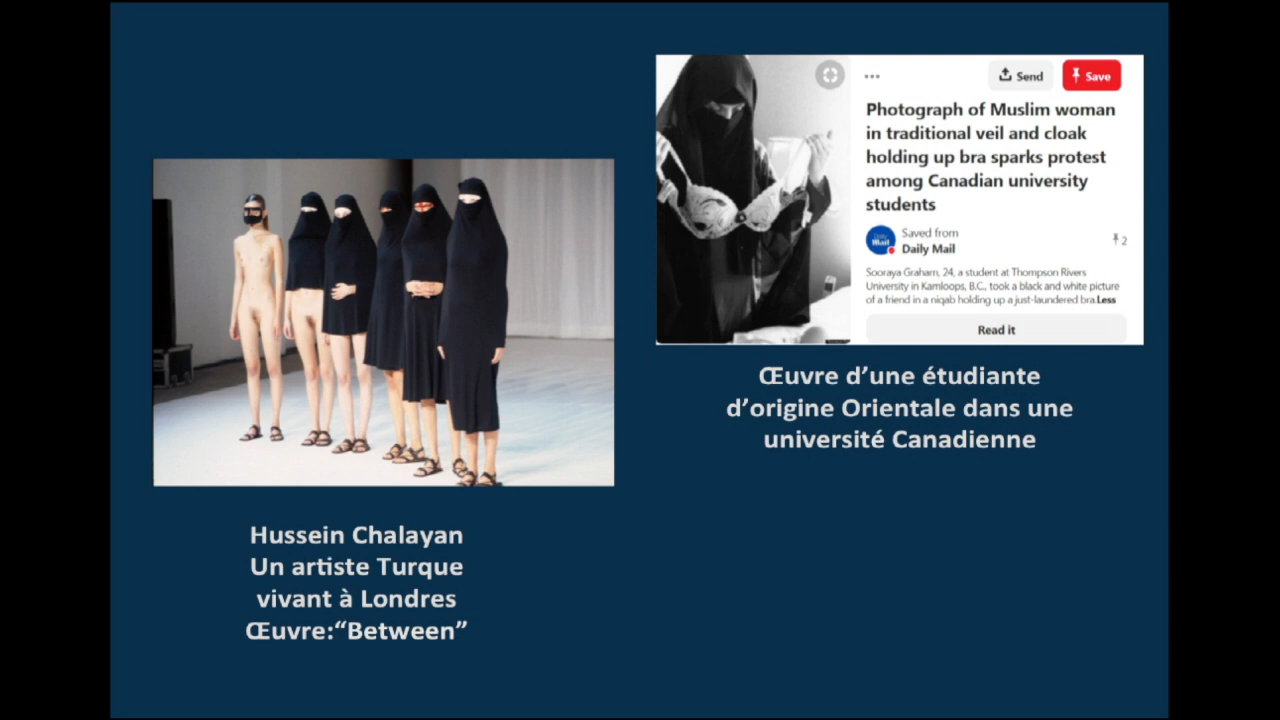 Send
Save
Photograph of Muslim woman
in traditional veil and cloak
holding up bra sparks protest
among Canadian university
students
Saved from
Daily Mail
2
Sooraya Graham, 24, a student at Thompson Rivers
University in Kamloops, B.C., took a black and white picture
of a friend in a niqab holding up a just-laundered bra.Less
Read it
Œuvre d’une étudiante
d’origine Orientale dans une
université Canadienne
Hussein Chalayan
Un artiste Turque
vivant à Londres
Œuvre:“Between”